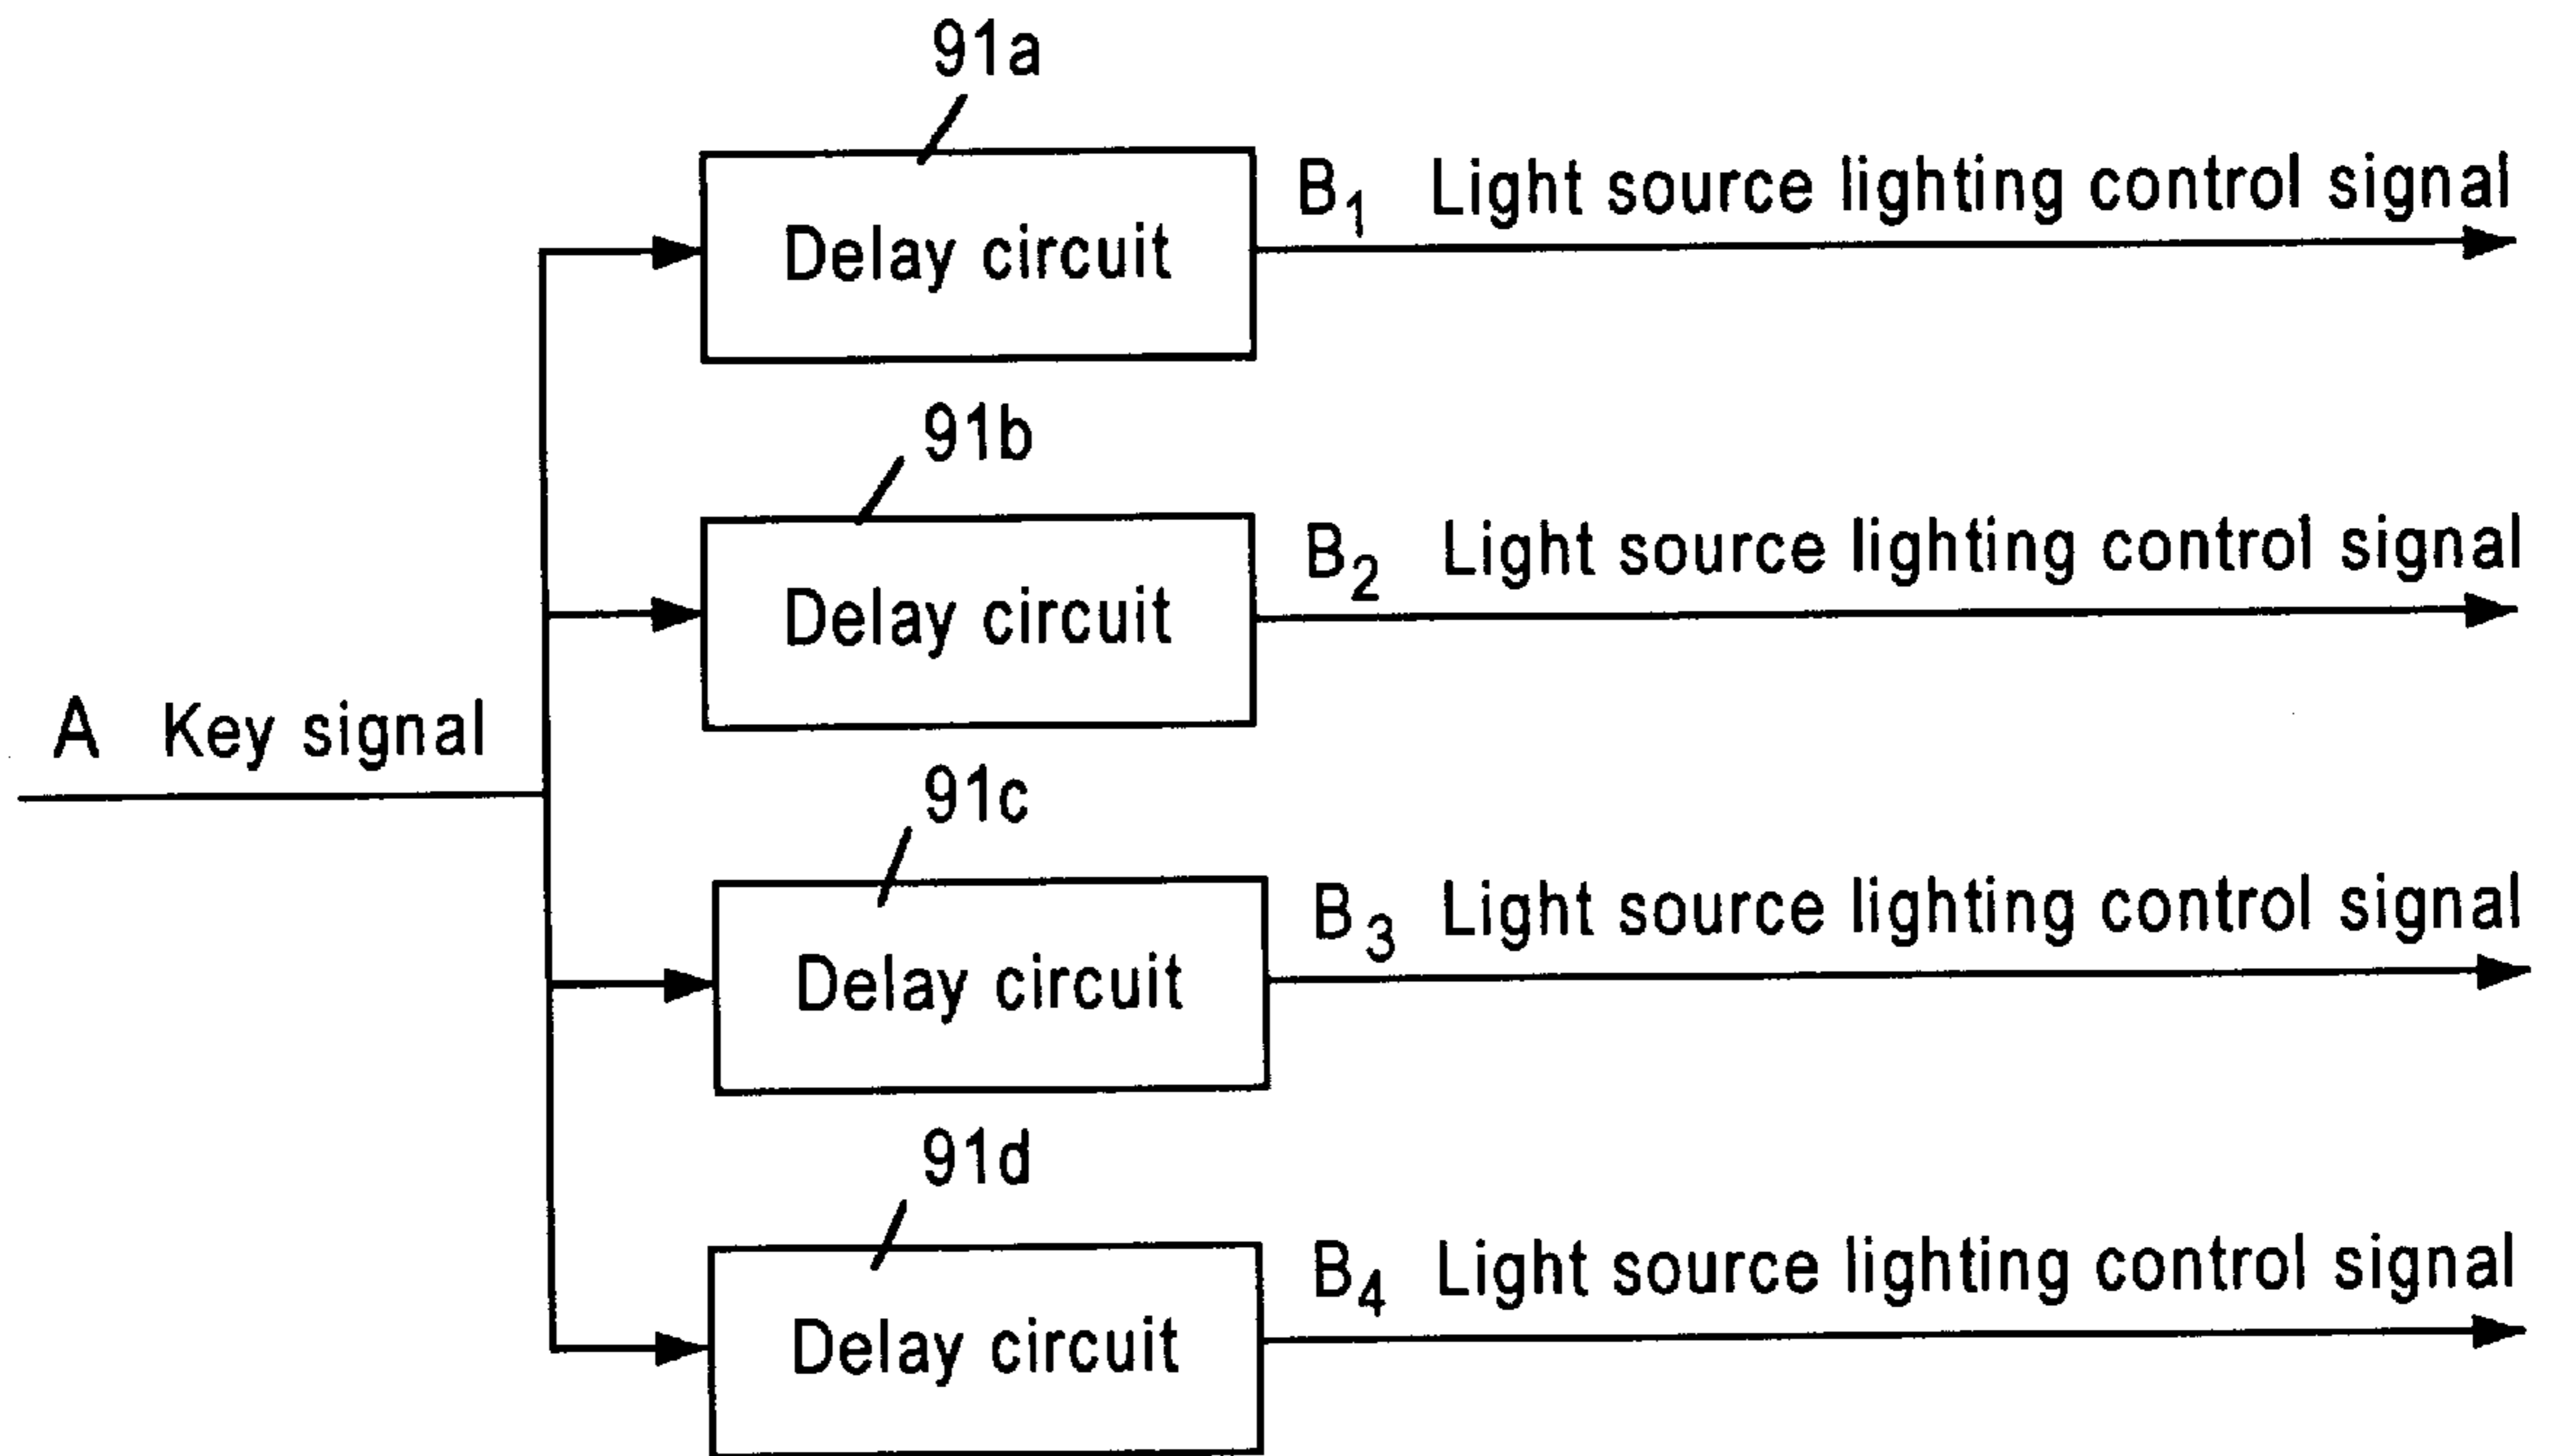 91a
B₁ Light source lighting control signal
Delay circuit
91b
B₂ Light source lighting control signal
Delay circuit
A Key signal
91c
B₃ Light source lighting control signal
Delay circuit
91d
B₄ Light source lighting control signal
Delay circuit